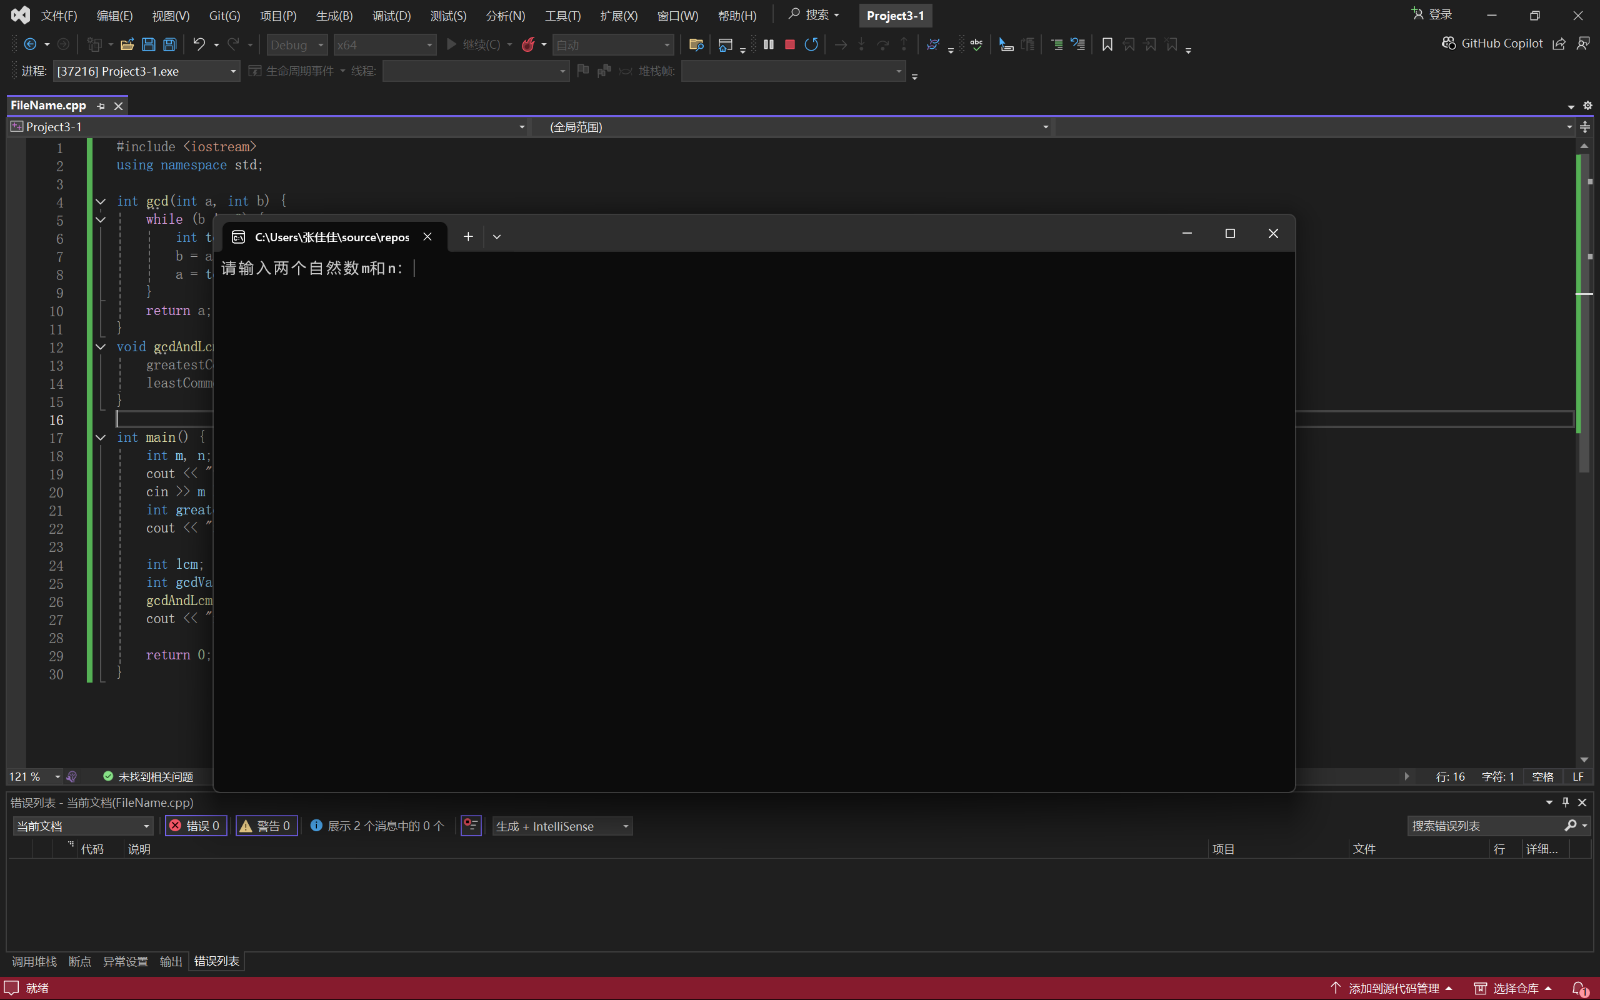 文件(F) 编辑(E) 视图(V) Git(G) 项目(P) 生成(B) 调试(D) 测试(S) 分析(N) 工具(T) 扩展(X) 窗口(W) 帮助(H) 搜索 Project3-1 登录
Debug x64 继续(C) 自动 GitHub Copilot
进程: [37216] Project3-1.exe 生命周期事件 线程: 堆栈帧:
FileName.cpp
Project3-1 (全局范围)
1 #include <iostream>
2 using namespace std;
3
4 int gcd(int a, int b) {
5 while (b
6 int t
7 b = a
8 a = t
9 }
10 return a;
11 }
12 void gcdAndLc
13 greatestC
14 leastComm
15 }
16
17 int main() {
18 int m, n;
19 cout << "
20 cin >> m
21 int great
22 cout << "
23
24 int lcm;
25 int gcdVa
26 gcdAndLcm
27 cout << "
28
29 return 0;
30 }
C:\Users\张佳佳\source\repos
请输入两个自然数m和n:
121 % 未找到相关问题 行: 16 字符: 1 空格 LF
错误列表 - 当前文档(FileName.cpp)
当前文档 错误 0 警告 0 展示 2 个消息中的 0 个 生成 + IntelliSense 搜索错误列表
代码 说明 项目 文件 行 详细...
调用堆栈 断点 异常设置 输出 错误列表
就绪 添加到源代码管理 选择仓库 1